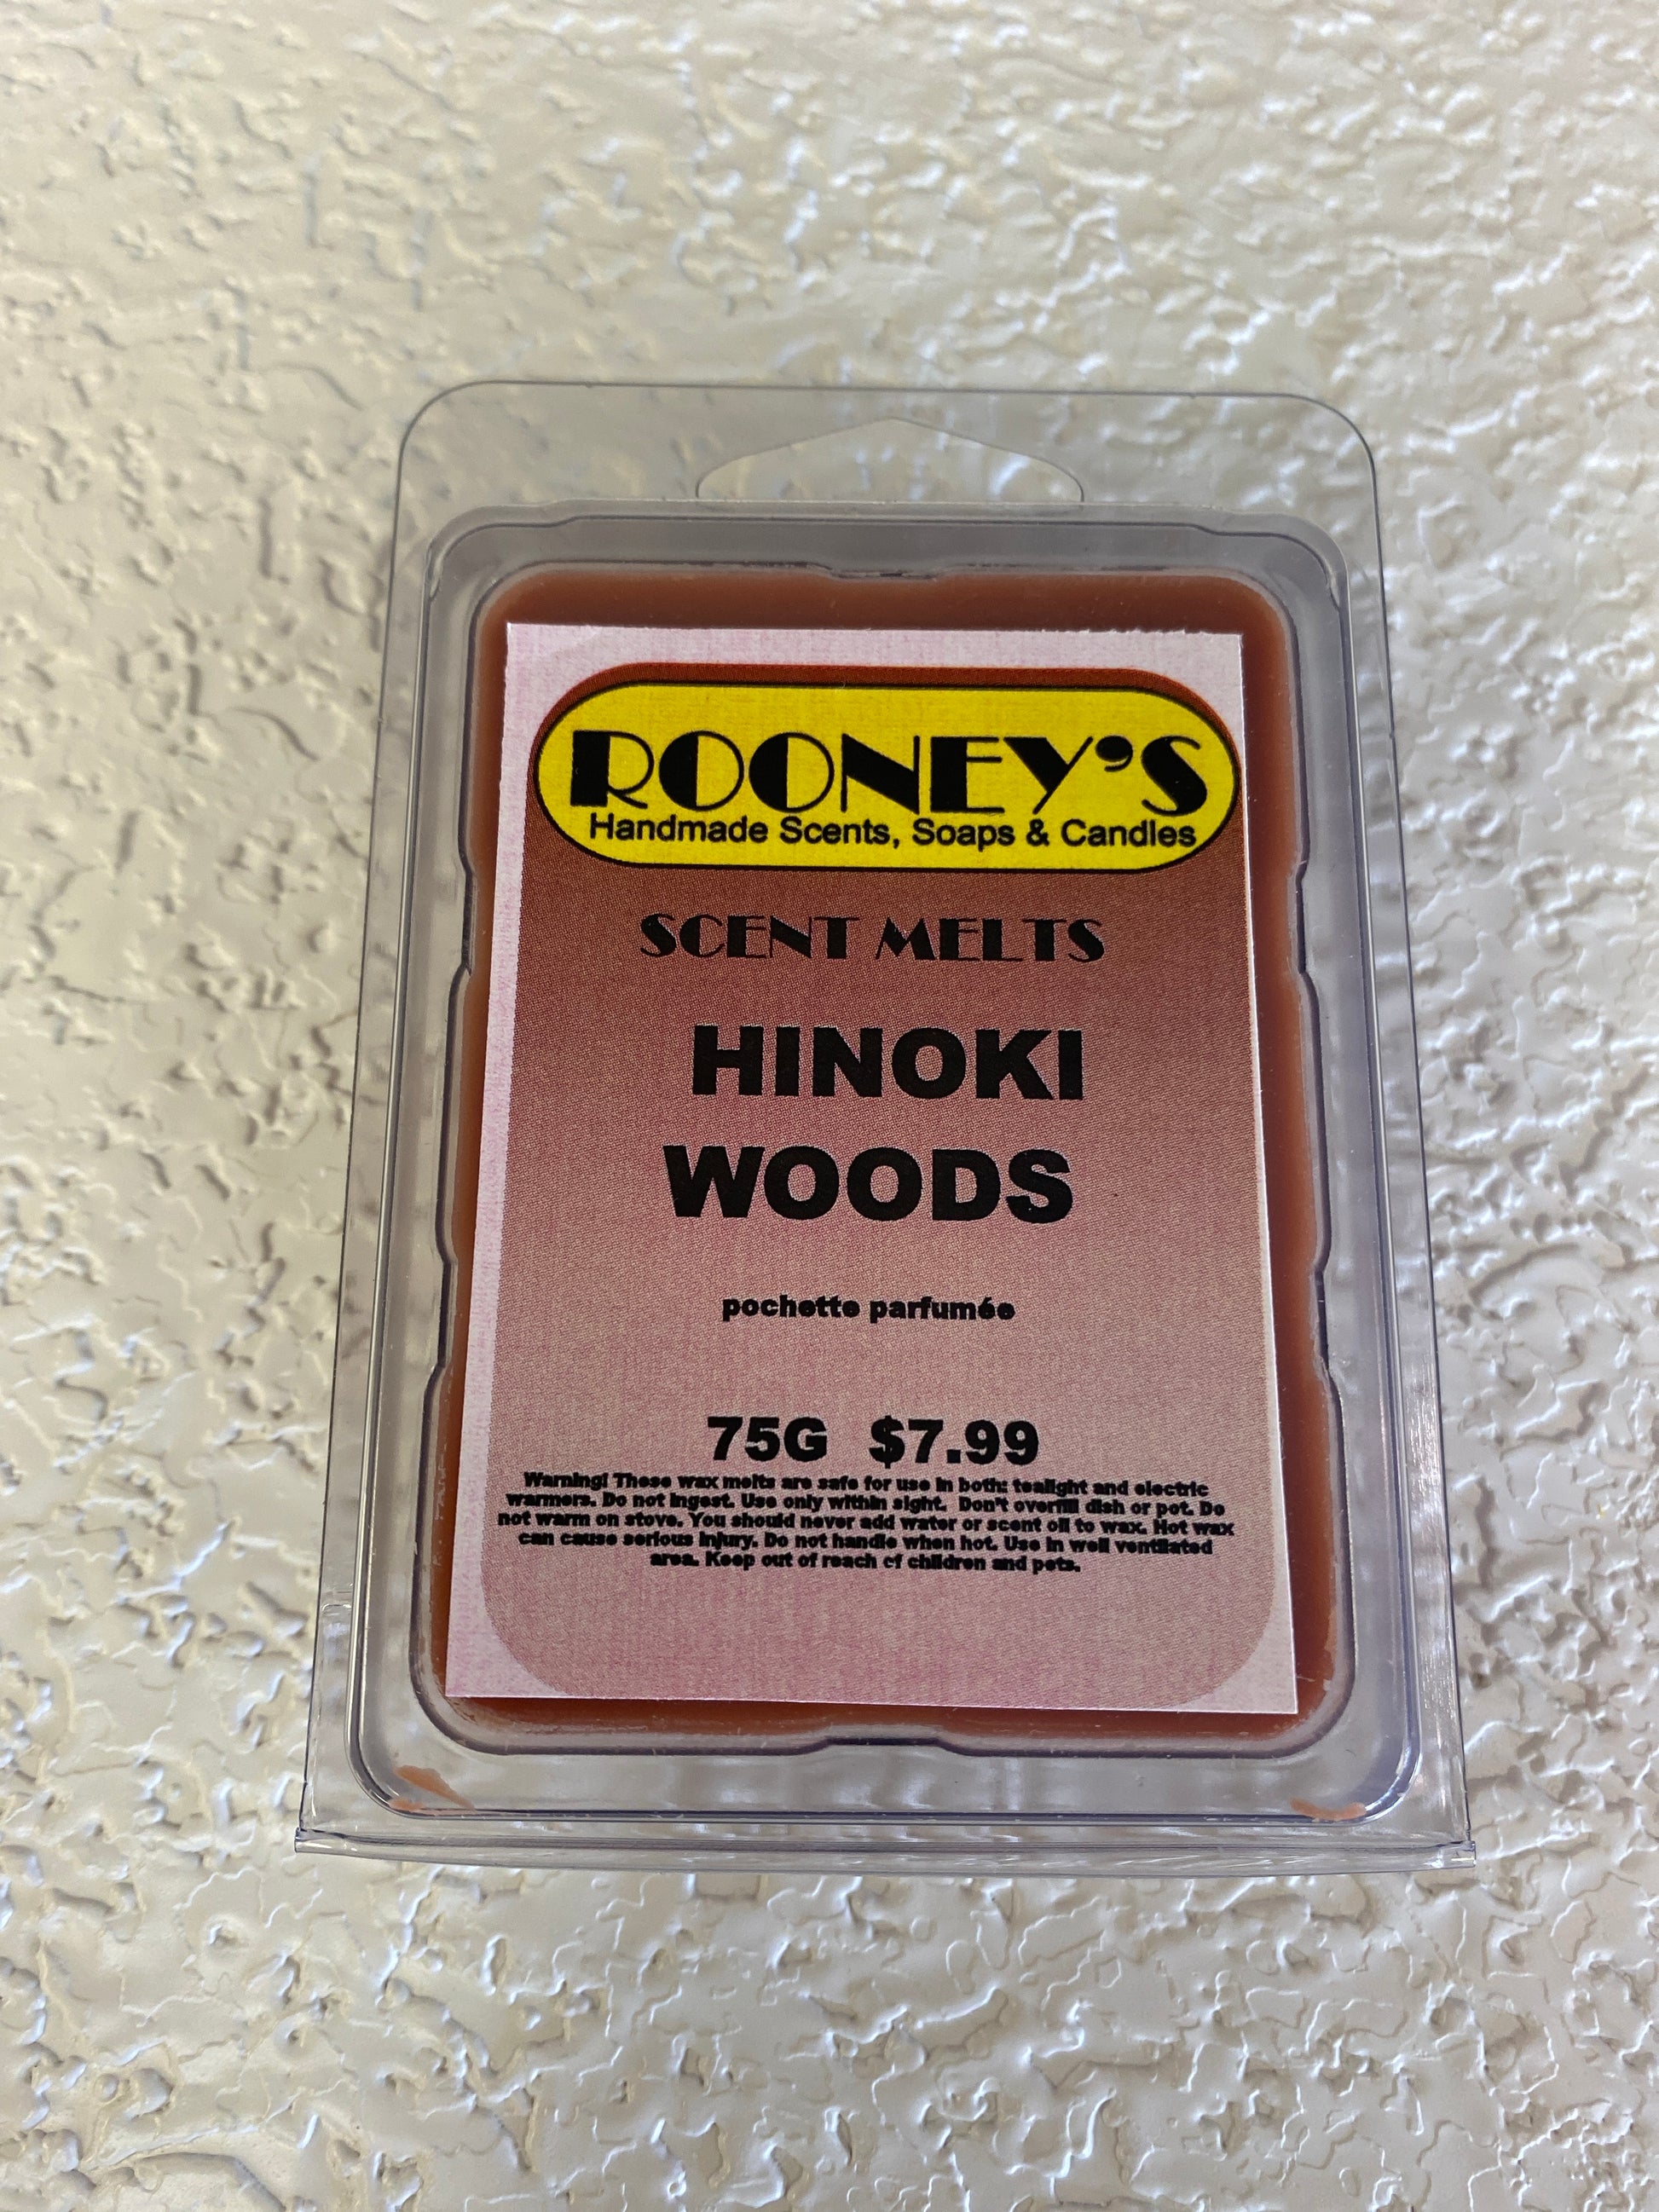 ROONEY'S
Handmade Scents, Soaps & Candles
SCENT MELTS
HINOKI
WOODS
pochette parfumée
75G $7.99
Warning! These wax melts are safe for use in both: tealight and electric
warmers. Do not ingest. Use only within sight. Don't overfill dish or pot. Do
not warm on stove. You should never add water or scent oil to wax. Hot wax
can cause serious injury. Do not handle when hot. Use in well ventilated
area. Keep out of reach of children and pets.